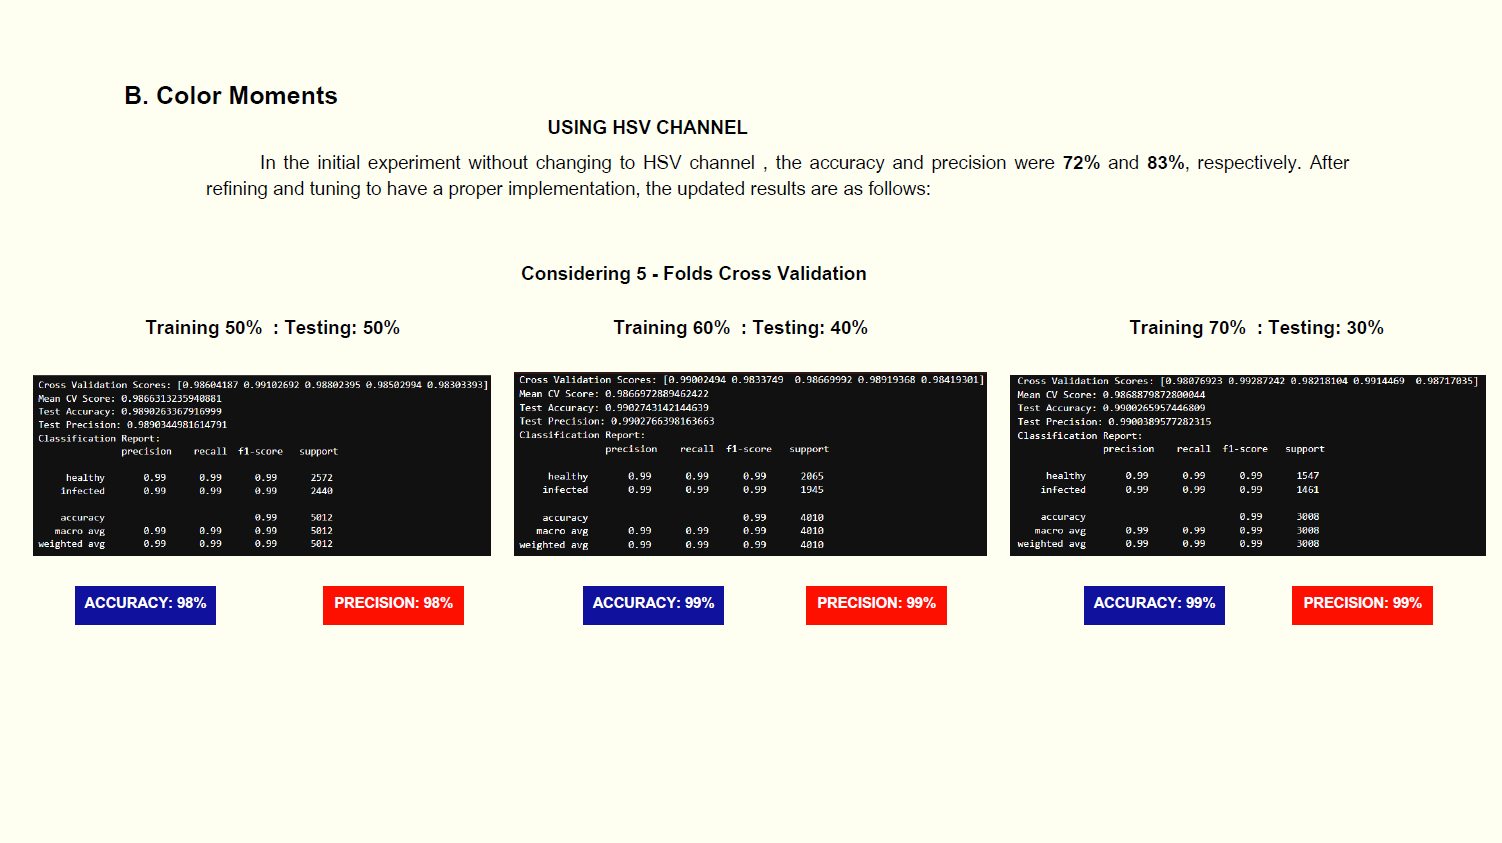 B. Color Moments
USING HSV CHANNEL
In the initial experiment without changing to HSV channel , the accuracy and precision were 72% and 83%, respectively. After
refining and tuning to have a proper implementation, the updated results are as follows:
Considering 5 - Folds Cross Validation
Training 50% : Testing: 50%
Cross Validation Scores: [0.98604187 0.99102692 0.98802395 0.98502994 0.98303393]
Mean CV Score: 0.9866313235940881
Test Accuracy: 0.9890263367916999
Test Precision: 0.9890344981614791
Classification Report:
precision recall f1-score support
healthy 0.99 0.99 0.99 2572
infected 0.99 0.99 0.99 2440
accuracy 0.99 5012
macro avg 0.99 0.99 0.99 5012
weighted avg 0.99 0.99 0.99 5012
ACCURACY: 98%
PRECISION: 98%
Training 60% : Testing: 40%
Cross Validation Scores: [0.99002494 0.9833749 0.98669992 0.98919368 0.98419301]
Mean CV Score: 0.9866972889462422
Test Accuracy: 0.9902743142144639
Test Precision: 0.9902766398163663
Classification Report:
precision recall f1-score support
healthy 0.99 0.99 0.99 2065
infected 0.99 0.99 0.99 1945
accuracy 0.99 4010
macro avg 0.99 0.99 0.99 4010
weighted avg 0.99 0.99 0.99 4010
ACCURACY: 99%
PRECISION: 99%
Training 70% : Testing: 30%
Cross Validation Scores: [0.98076923 0.99287242 0.98218104 0.9914469 0.98717035]
Mean CV Score: 0.9868879872800044
Test Accuracy: 0.9900265957446809
Test Precision: 0.9900389577282315
Classification Report:
precision recall f1-score support
healthy 0.99 0.99 0.99 1547
infected 0.99 0.99 0.99 1461
accuracy 0.99 3008
macro avg 0.99 0.99 0.99 3008
weighted avg 0.99 0.99 0.99 3008
ACCURACY: 99%
PRECISION: 99%